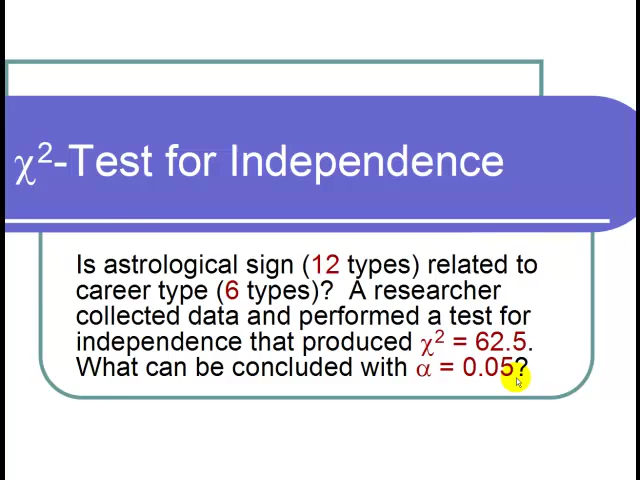 χ²-Test for Independence
Is astrological sign (12 types) related to
career type (6 types)? A researcher
collected data and performed a test for
independence that produced χ² = 62.5.
What can be concluded with α = 0.05?